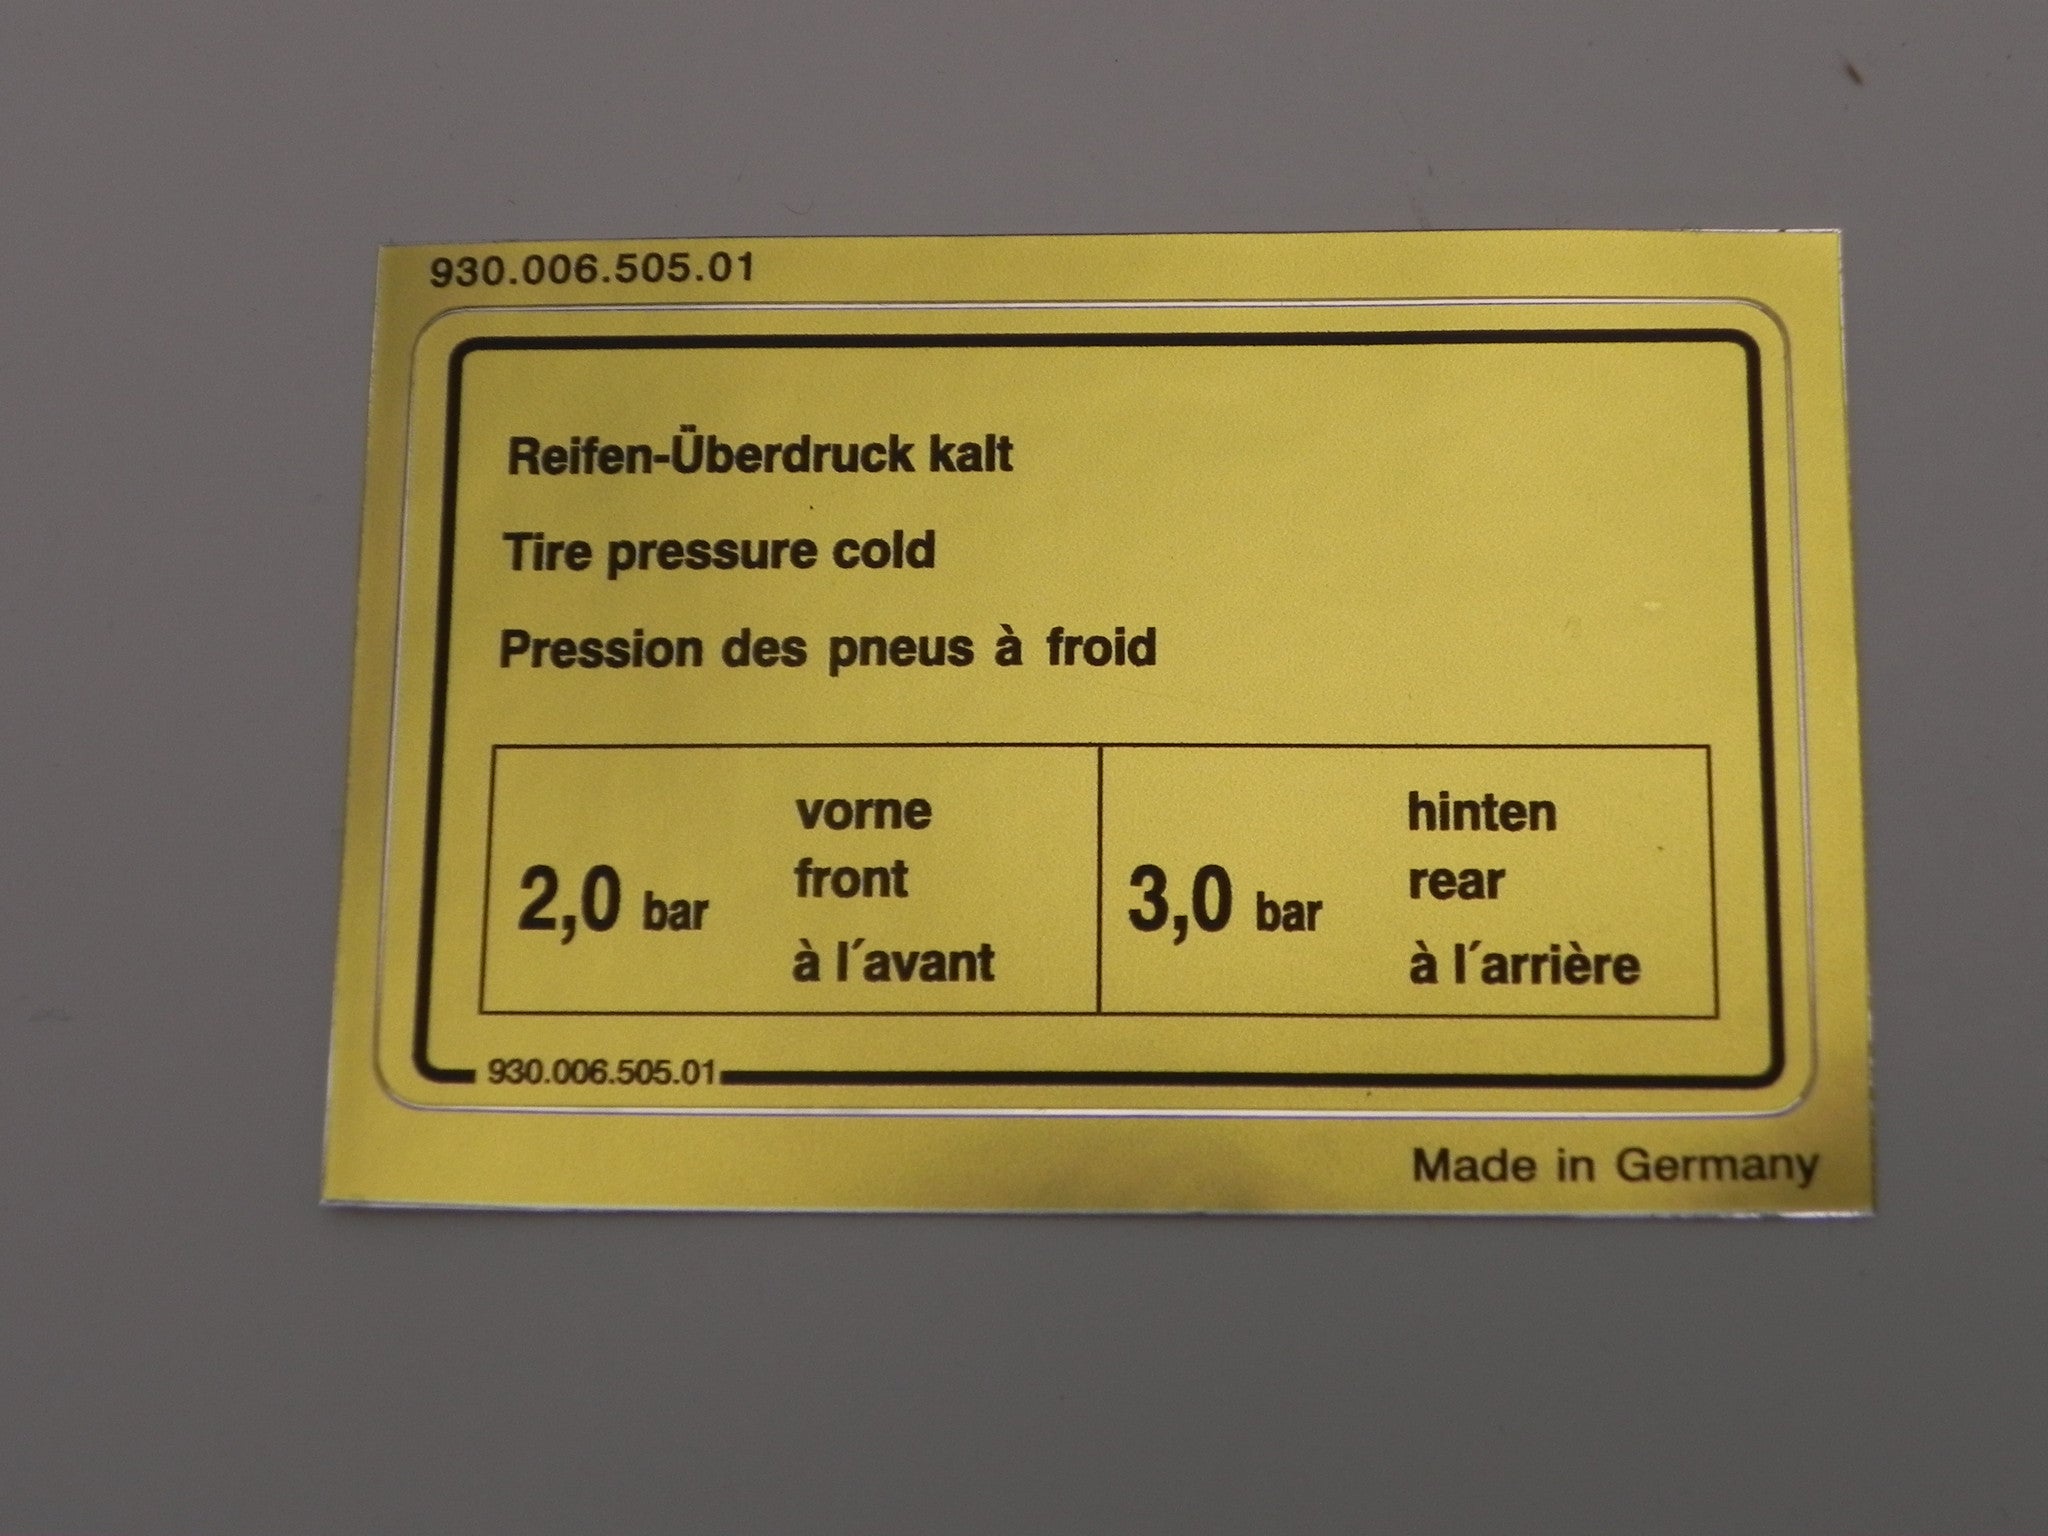 930.006.505.01
Reifen-Überdruck kalt
Tire pressure cold
Pression des pneus à froid
2,0 bar
vorne
front
à l´avant
3,0 bar
hinten
rear
à l´arrière
930.006.505.01
Made in Germany